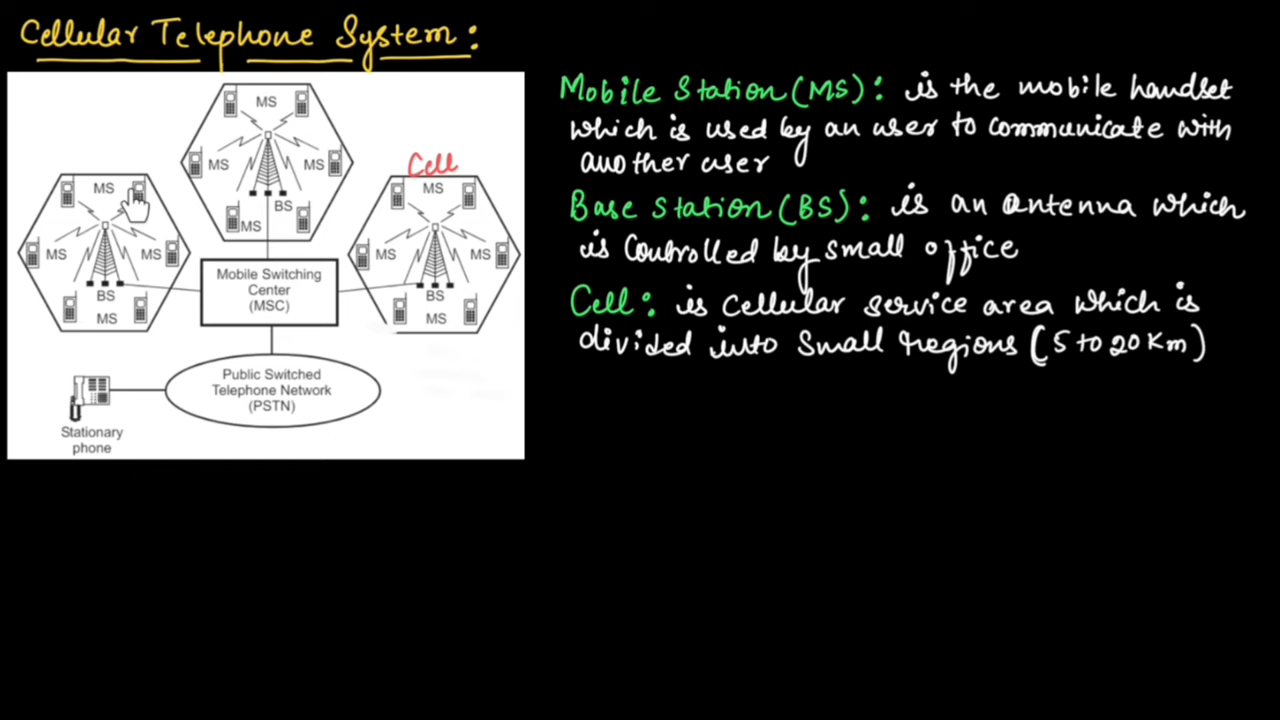 Cellular Telephone System:
MS
MS
MS
MS
BS
Cell
MS
MS
MS
BS
MS
MS
MS
MS
BS
MS
Mobile Switching
Center
(MSC)
Public Switched
Telephone Network
(PSTN)
Stationary
phone
Mobile Station (MS): is the mobile handset
which is used by an user to communicate with
another user
Base Station (BS): is an antenna which
is controlled by small office
Cell: is cellular service area which is
divided into small regions (5 to 20 Km)